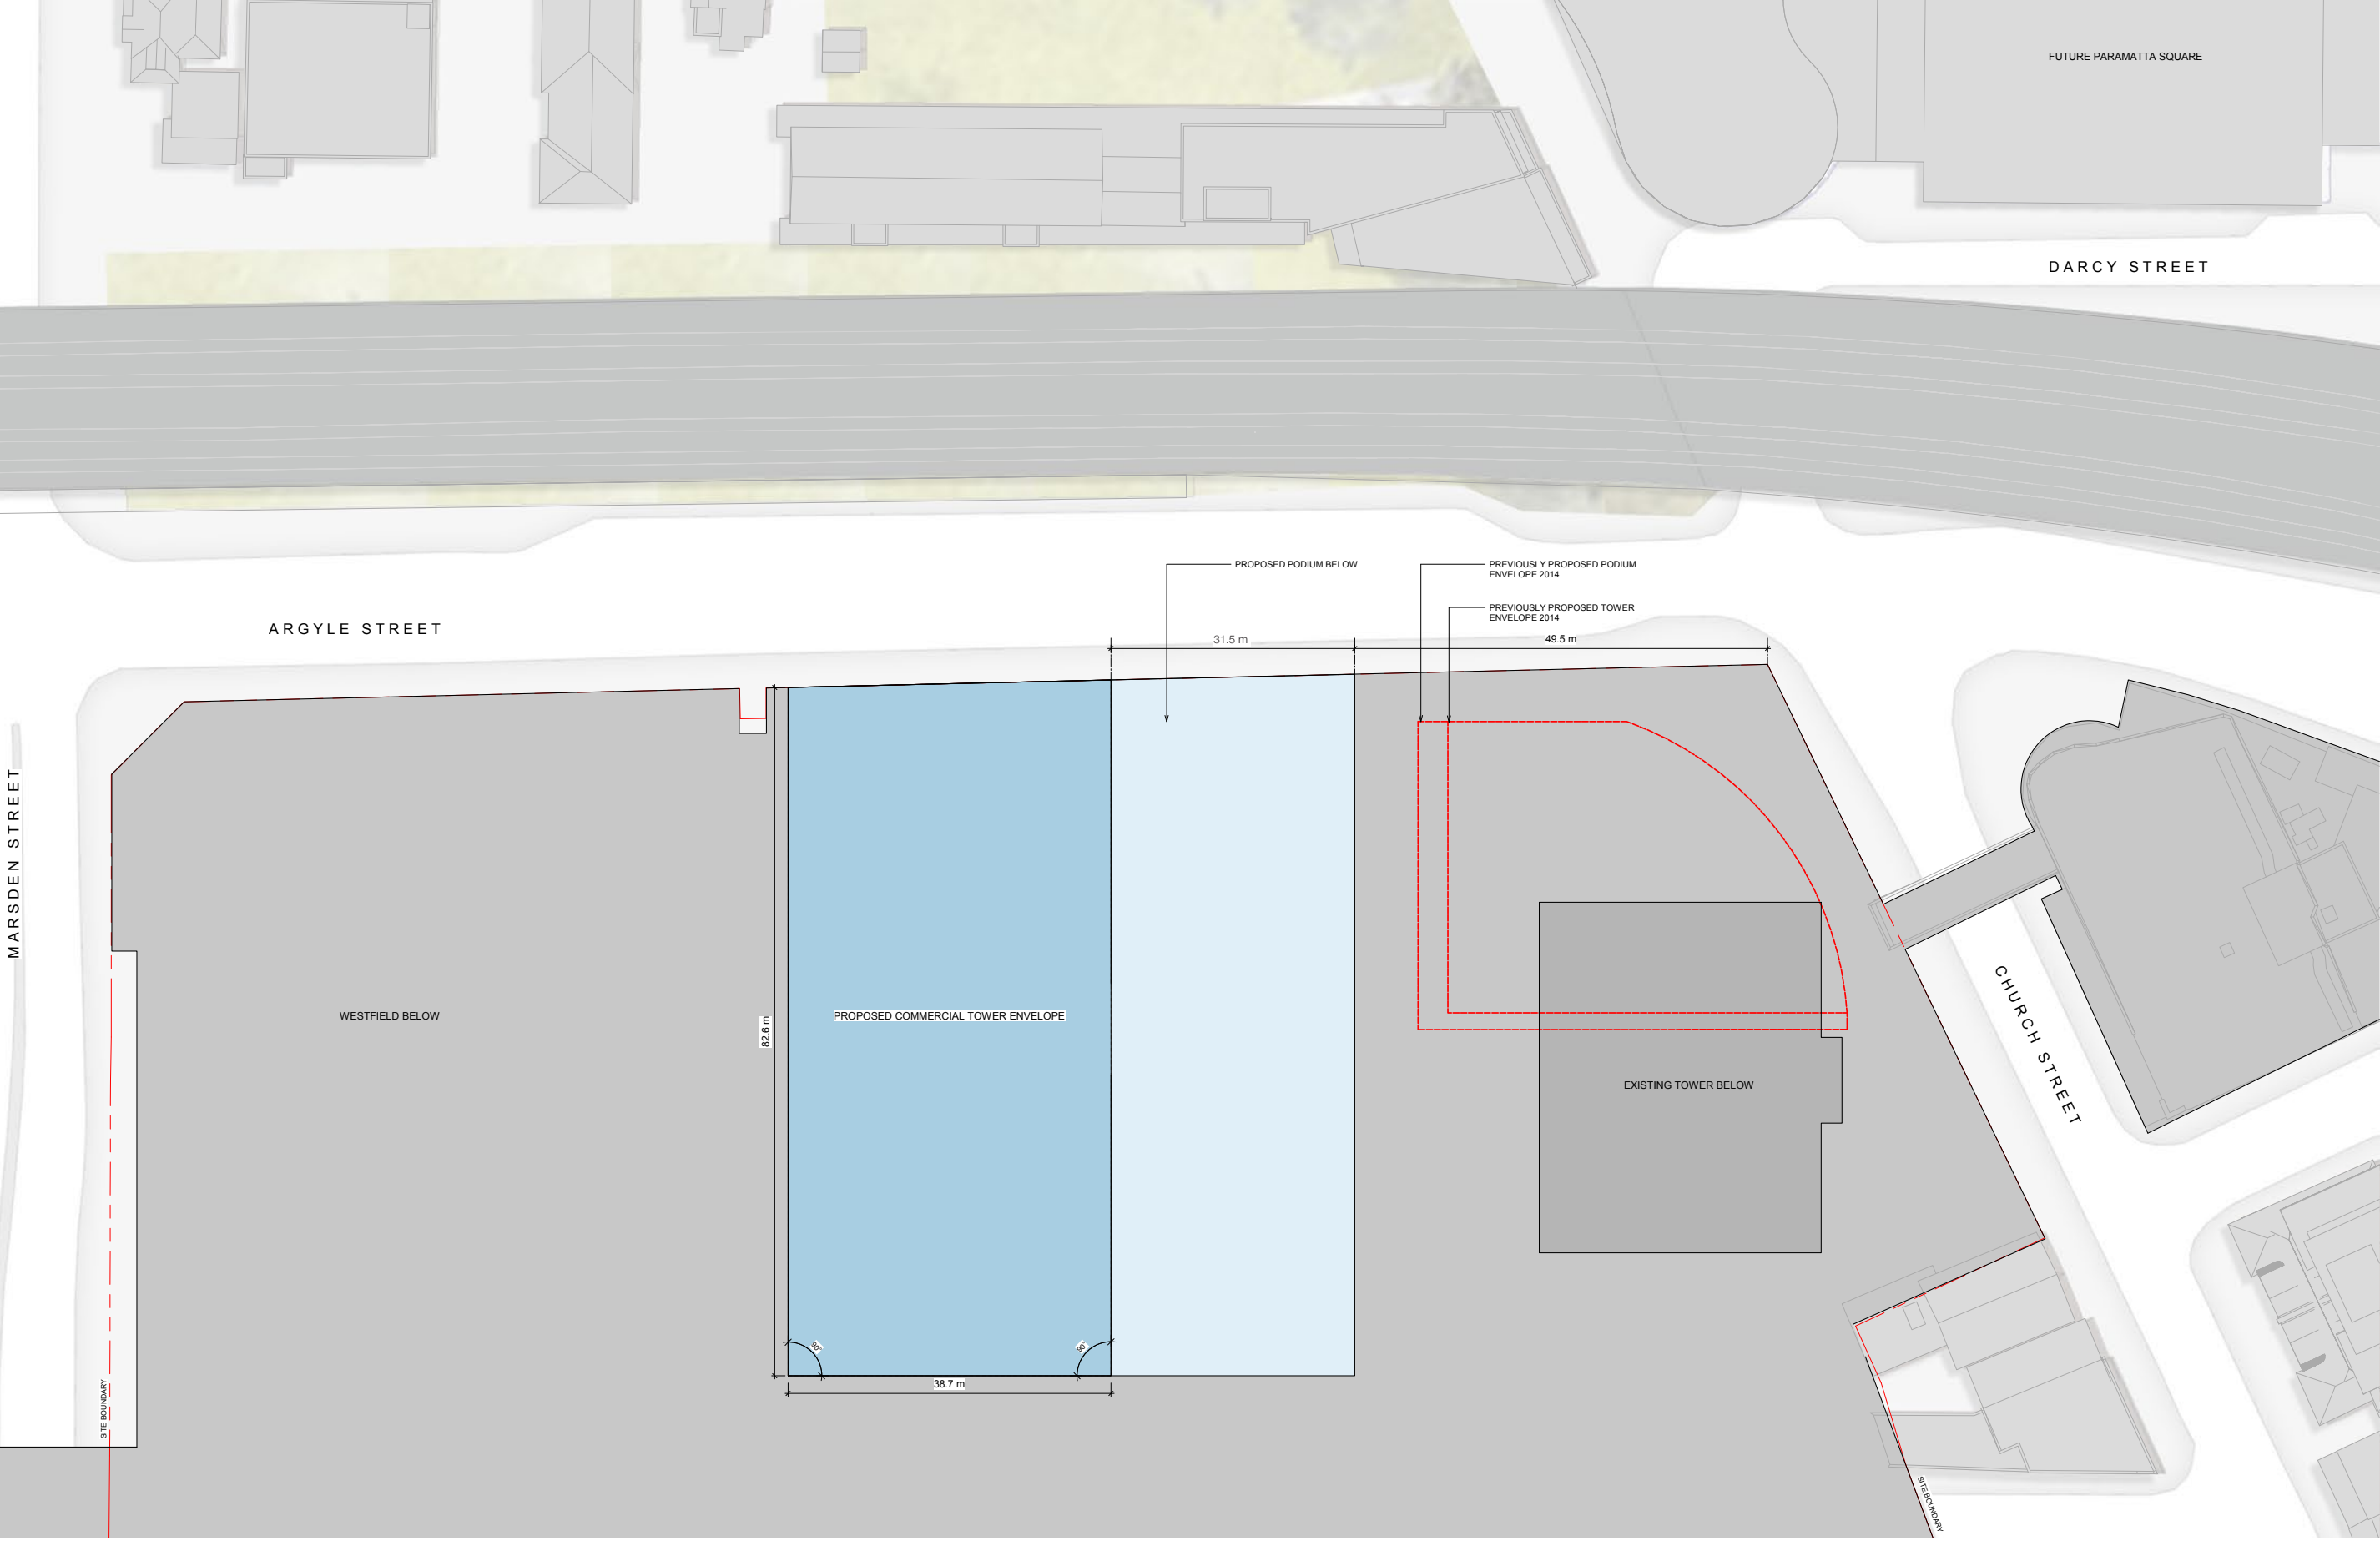 FUTURE PARAMATTA SQUARE
DARCY STREET
PROPOSED PODIUM BELOW
PREVIOUSLY PROPOSED PODIUM
ENVELOPE 2014
PREVIOUSLY PROPOSED TOWER
ENVELOPE 2014
ARGYLE STREET
31.5 m
49.5 m
MARSDEN STREET
WESTFIELD BELOW
82.6 m
PROPOSED COMMERCIAL TOWER ENVELOPE
EXISTING TOWER BELOW
CHURCH STREET
90°
90°
38.7 m
SITE BOUNDARY
SITE BOUNDARY